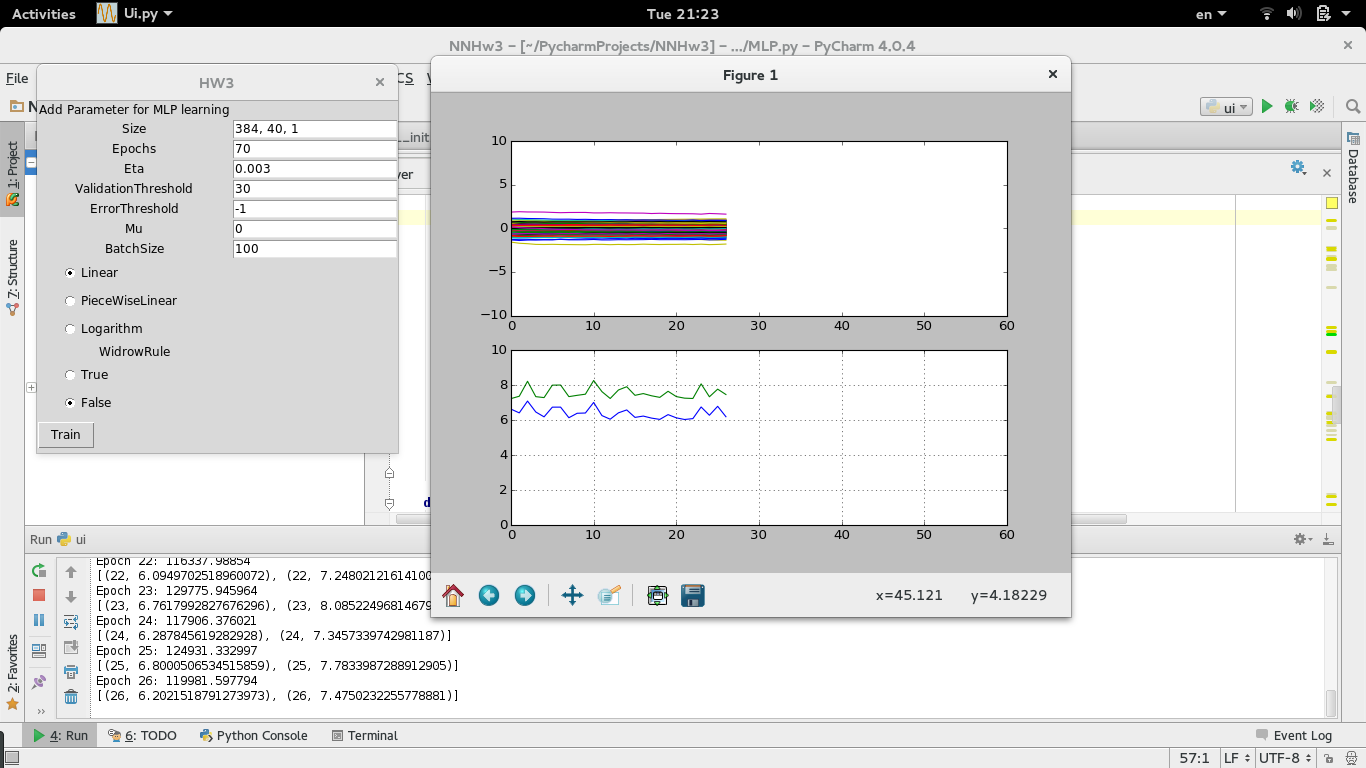 Activities
Ui.py
Tue 21:23
en
NNHw3 – [~/PycharmProjects/NNHw3] – .../MLP.py – PyCharm 4.0.4
File
HW3
Add Parameter for MLP learning
Size 384, 40, 1
Epochs 70
Eta 0.003
ValidationThreshold 30
ErrorThreshold -1
Mu 0
BatchSize 100
Linear
PieceWiseLinear
Logarithm
WidrowRule
True
False
Train
Figure 1
10
5
0
−5
−10
0 10 20 30 40 50 60
10
8
6
4
2
0
0 10 20 30 40 50 60
x=45.121 y=4.18229
ui
1: Project
7: Structure
2: Favorites
Database
Run ui
Epoch 22: 116337.98854
[(22, 6.0949702518960072), (22, 7.24802121614100
Epoch 23: 129775.945964
[(23, 6.7617992827676296), (23, 8.08522496814679
Epoch 24: 117906.376021
[(24, 6.287845619282928), (24, 7.3457339742981187)]
Epoch 25: 124931.332997
[(25, 6.8000506534515859), (25, 7.7833987288912905)]
Epoch 26: 119981.597794
[(26, 6.2021518791273973), (26, 7.4750232255778881)]
4: Run
6: TODO
Python Console
Terminal
Event Log
57:1
LF
UTF-8